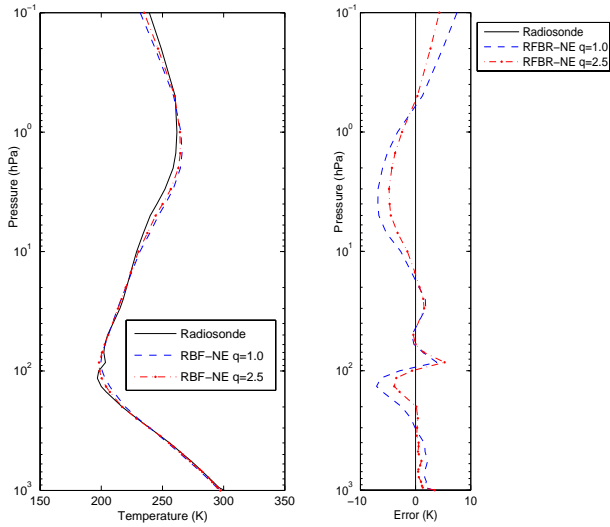 10⁻¹
10⁰
10¹
10²
10³
Pressure (hPa)
150
200
250
300
350
Temperature (K)
Radiosonde
RBF−NE q=1.0
RBF−NE q=2.5
10⁻¹
10⁰
10¹
10²
10³
Pressure (hPa)
−10
0
10
Error (K)
Radiosonde
RFBR−NE q=1.0
RFBR−NE q=2.5